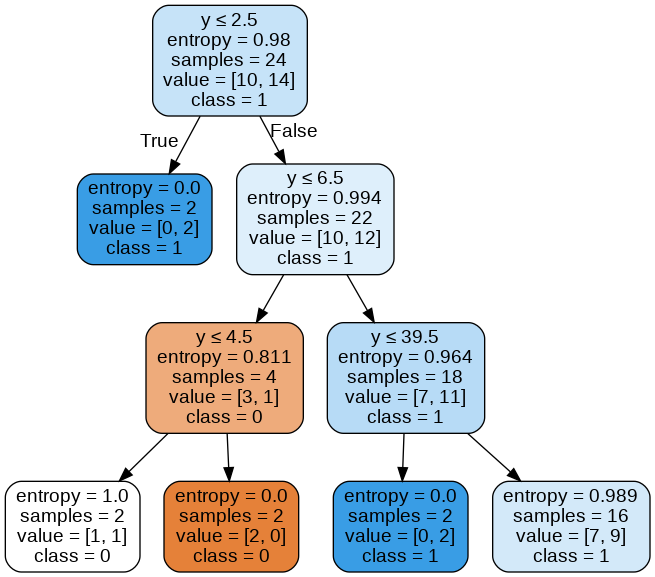 y ≤ 2.5
entropy = 0.98
samples = 24
value = [10, 14]
class = 1
True
False
entropy = 0.0
samples = 2
value = [0, 2]
class = 1
y ≤ 6.5
entropy = 0.994
samples = 22
value = [10, 12]
class = 1
y ≤ 4.5
entropy = 0.811
samples = 4
value = [3, 1]
class = 0
y ≤ 39.5
entropy = 0.964
samples = 18
value = [7, 11]
class = 1
entropy = 1.0
samples = 2
value = [1, 1]
class = 0
entropy = 0.0
samples = 2
value = [2, 0]
class = 0
entropy = 0.0
samples = 2
value = [0, 2]
class = 1
entropy = 0.989
samples = 16
value = [7, 9]
class = 1